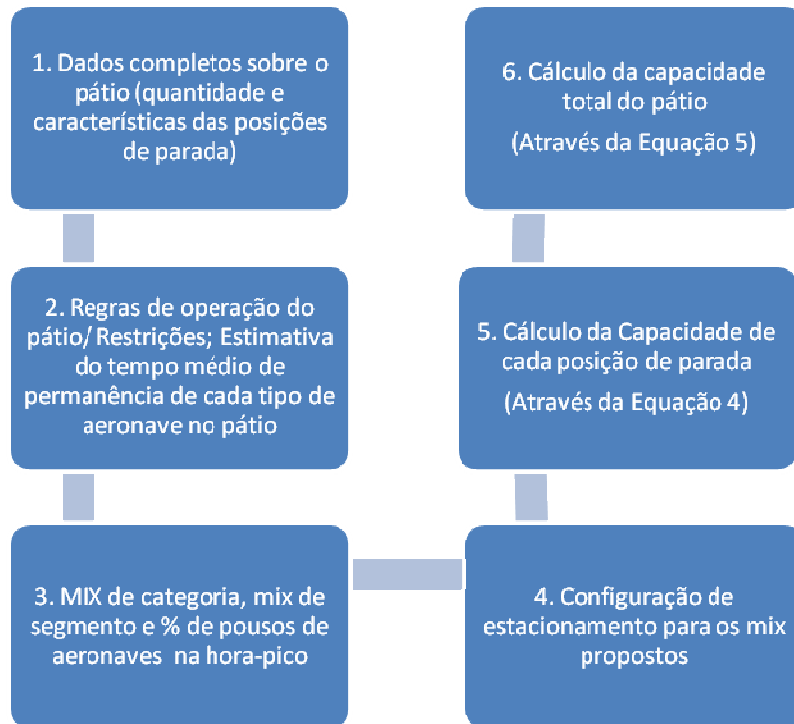 1. Dados completos sobre o
pátio (quantidade e
características das posições
de parada)
2. Regras de operação do
pátio/ Restrições; Estimativa
do tempo médio de
permanência de cada tipo de
aeronave no pátio
3. MIX de categoria, mix de
segmento e % de pousos de
aeronaves na hora-pico
4. Configuração de
estacionamento para os mix
propostos
5. Cálculo da Capacidade de
cada posição de parada
(Através da Equação 4)
6. Cálculo da capacidade
total do pátio
(Através da Equação 5)